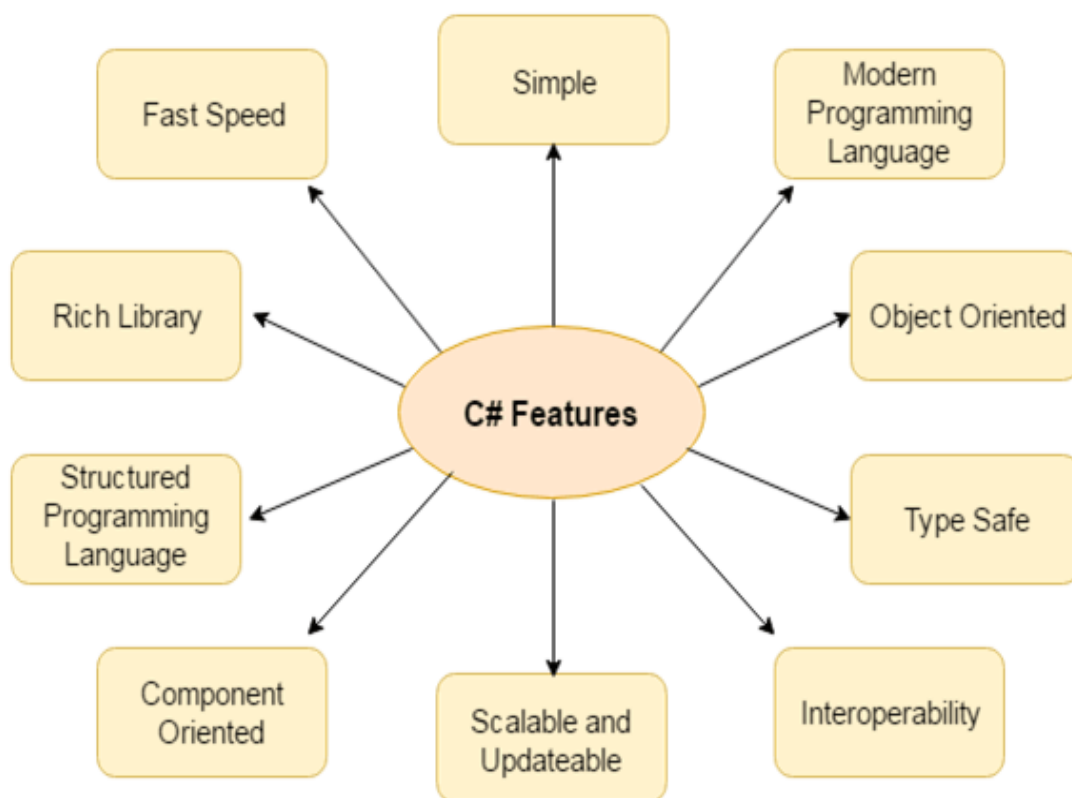 Simple
Modern
Programming
Language
Fast Speed
Rich Library
Object Oriented
C# Features
Structured
Programming
Language
Type Safe
Component
Oriented
Scalable and
Updateable
Interoperability